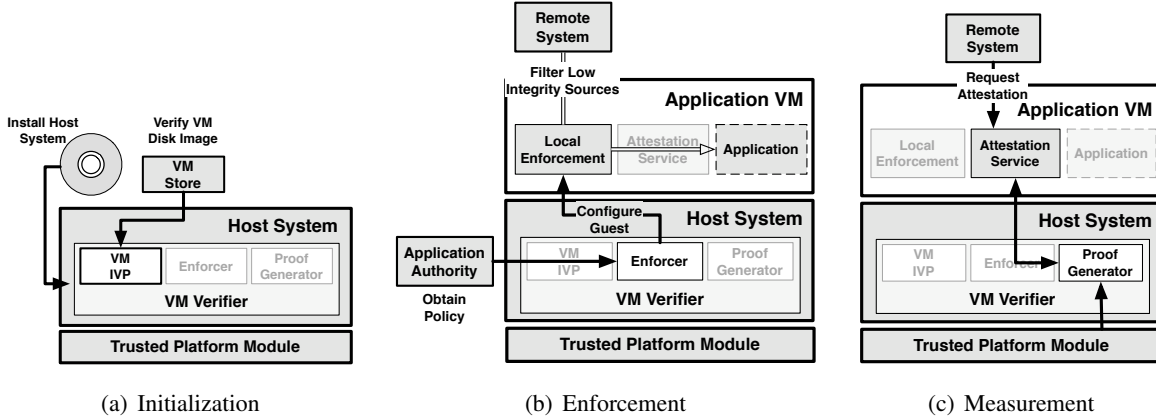 Install Host
System
Verify VM
Disk Image
VM
Store
Host System
VM
IVP
Enforcer
Proof
Generator
VM Verifier
Trusted Platform Module
(a) Initialization
Remote
System
Filter Low
Integrity Sources
Application VM
Local
Enforcement
Attestation
Service
Application
Configure
Guest
Host System
Application
Authority
Obtain
Policy
VM
IVP
Enforcer
Proof
Generator
VM Verifier
Trusted Platform Module
(b) Enforcement
Remote
System
Request
Attestation
Application VM
Local
Enforcement
Attestation
Service
Application
Host System
VM
IVP
Enforcer
Proof
Generator
VM Verifier
Trusted Platform Module
(c) Measurement